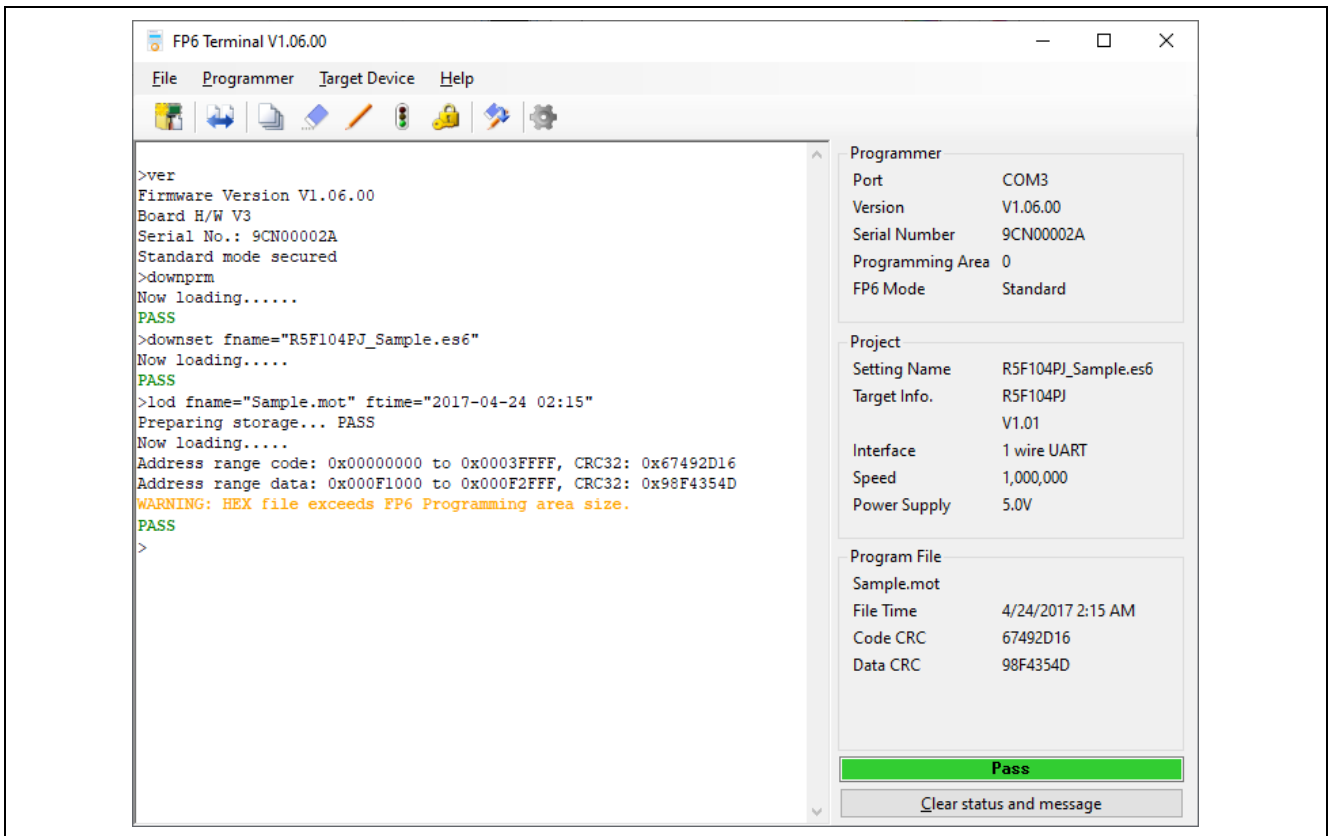 FP6 Terminal V1.06.00
File Programmer Target Device Help
>ver
Firmware Version V1.06.00
Board H/W V3
Serial No.: 9CN00002A
Standard mode secured
>downprm
Now loading......
PASS
>downset fname="R5F104PJ_Sample.es6"
Now loading.....
PASS
>lod fname="Sample.mot" ftime="2017-04-24 02:15"
Preparing storage... PASS
Now loading.....
Address range code: 0x00000000 to 0x0003FFFF, CRC32: 0x67492D16
Address range data: 0x000F1000 to 0x000F2FFF, CRC32: 0x98F4354D
WARNING: HEX file exceeds FP6 Programming area size.
PASS
>
Programmer
Port COM3
Version V1.06.00
Serial Number 9CN00002A
Programming Area 0
FP6 Mode Standard
Project
Setting Name R5F104PJ_Sample.es6
Target Info. R5F104PJ
V1.01
Interface 1 wire UART
Speed 1,000,000
Power Supply 5.0V
Program File
Sample.mot
File Time 4/24/2017 2:15 AM
Code CRC 67492D16
Data CRC 98F4354D
Pass
Clear status and message